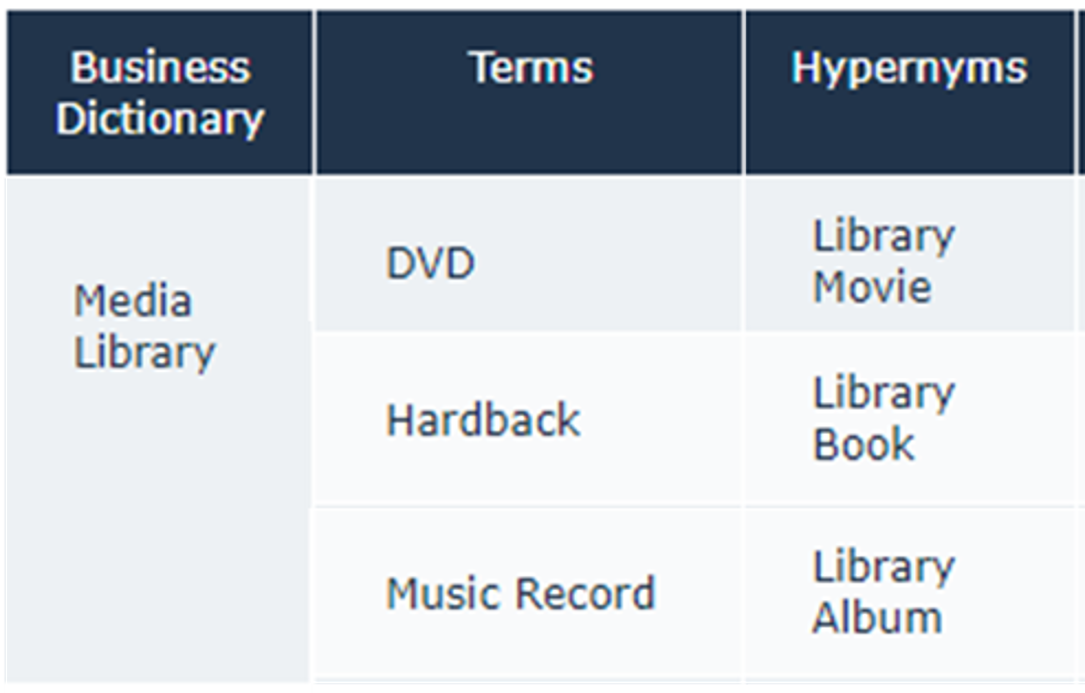 Business
Dictionary
Terms
Hypernyms
Media
Library
DVD
Library
Movie
Hardback
Library
Book
Music Record
Library
Album